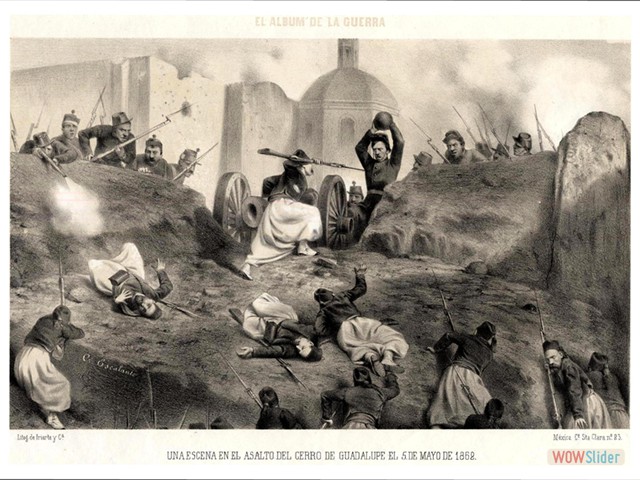 EL ALBUM DE LA GUERRA
C. Escalante
Litog. de Iriarte y Cª
México Cª Sta Clara nº 23.
UNA ESCENA EN EL ASALTO DEL CERRO DE GUADALUPE EL 5 DE MAYO DE 1862.
WOWSlider